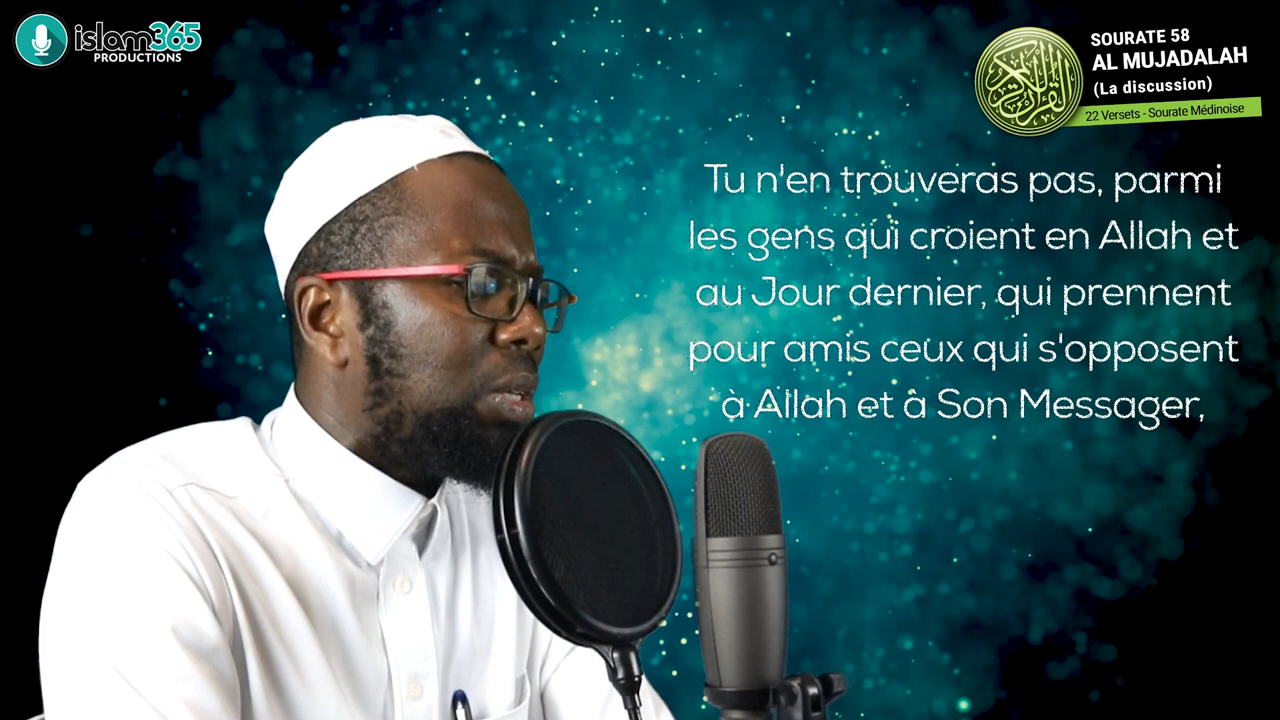 islam365
PRODUCTIONS
SOURATE 58
AL MUJADALAH
(La discussion)
22 Versets - Sourate Médinoise
Tu n'en trouveras pas, parmi
les gens qui croient en Allah et
au Jour dernier, qui prennent
pour amis ceux qui s'opposent
à Allah et à Son Messager,